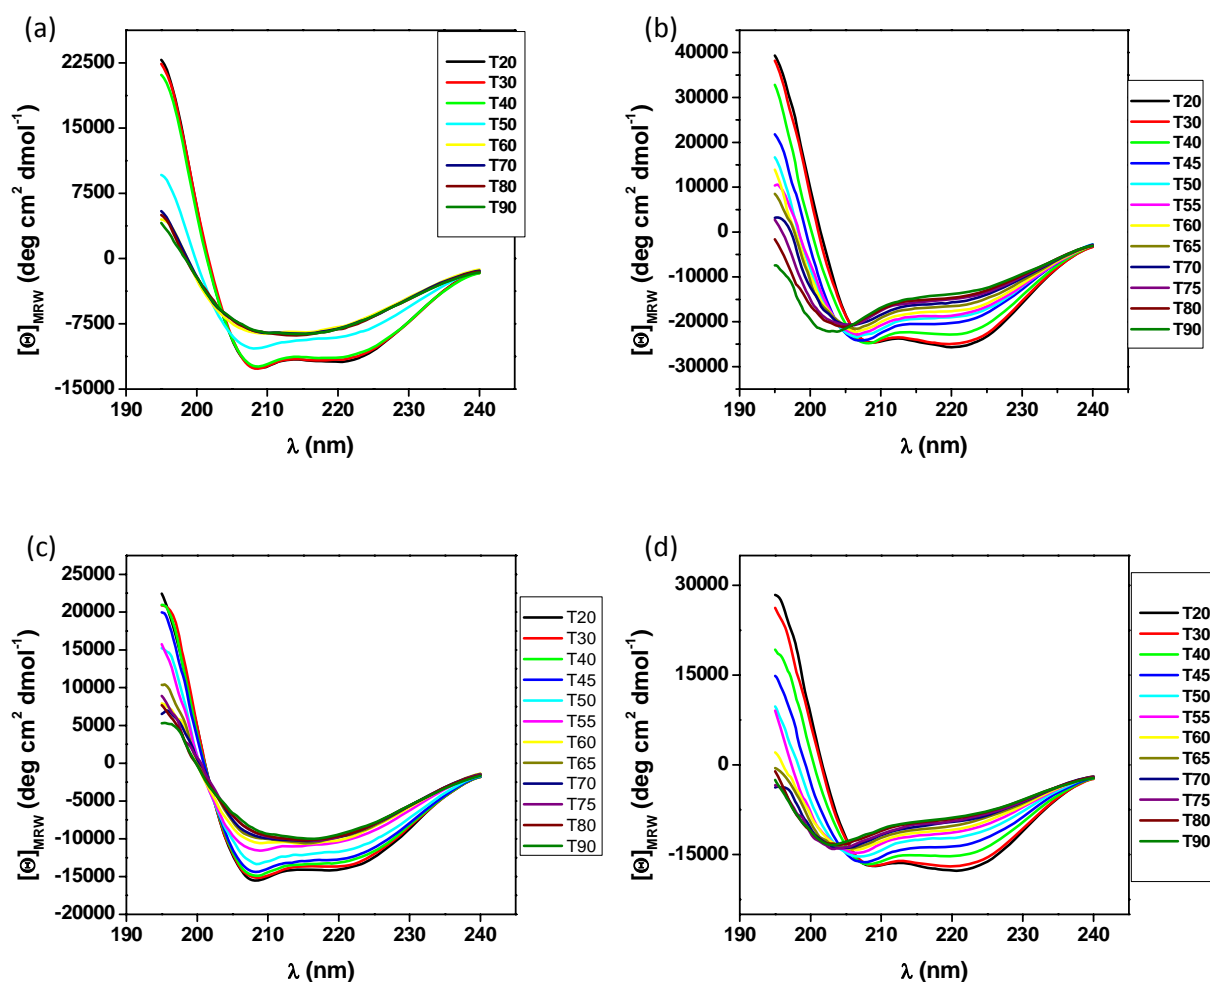 (a)
[Θ]MRW (deg cm² dmol⁻¹)
22500
15000
7500
0
-7500
-15000
190 200 210 220 230 240
λ (nm)
T20
T30
T40
T50
T60
T70
T80
T90
(b)
[Θ]MRW (deg cm² dmol⁻¹)
40000
30000
20000
10000
0
-10000
-20000
-30000
190 200 210 220 230 240
λ (nm)
T20
T30
T40
T45
T50
T55
T60
T65
T70
T75
T80
T90
(c)
[Θ]MRW (deg cm² dmol⁻¹)
25000
20000
15000
10000
5000
0
-5000
-10000
-15000
-20000
190 200 210 220 230 240
λ (nm)
T20
T30
T40
T45
T50
T55
T60
T65
T70
T75
T80
T90
(d)
[Θ]MRW (deg cm² dmol⁻¹)
30000
15000
0
-15000
190 200 210 220 230 240
λ (nm)
T20
T30
T40
T45
T50
T55
T60
T65
T70
T75
T80
T90